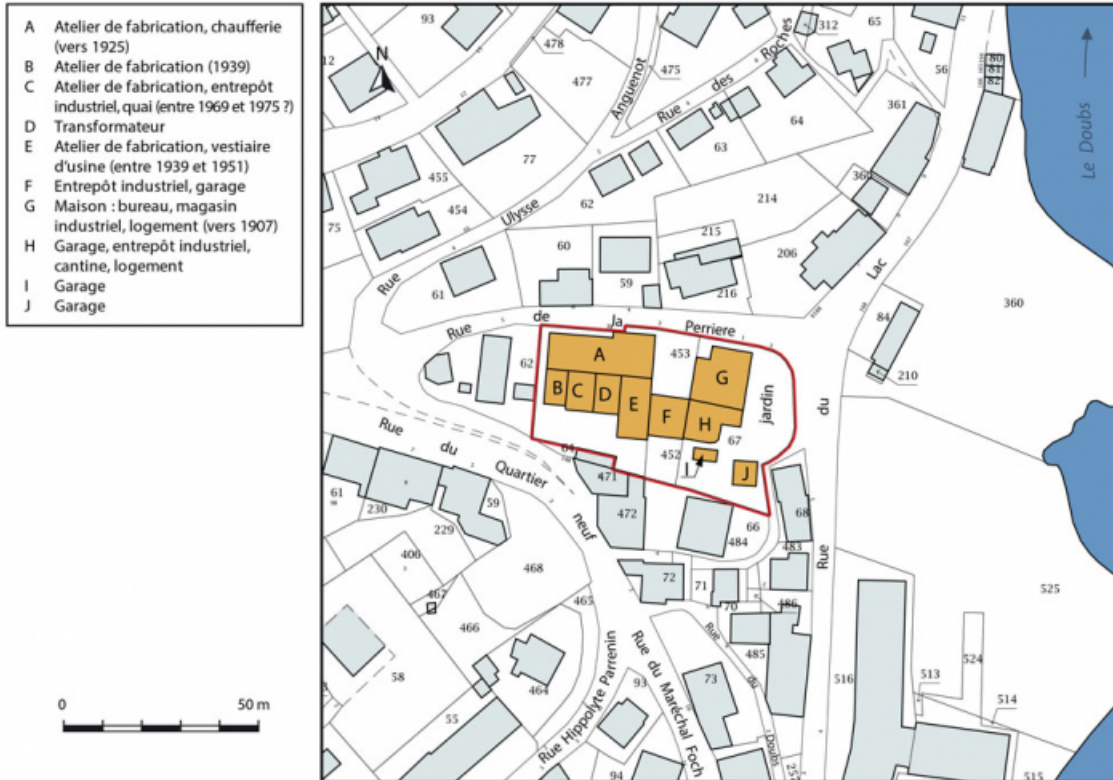 A Atelier de fabrication, chaufferie
(vers 1925)
B Atelier de fabrication (1939)
C Atelier de fabrication, entrepôt
industriel, quai (entre 1969 et 1975 ?)
D Transformateur
E Atelier de fabrication, vestiaire
d'usine (entre 1939 et 1951)
F Entrepôt industriel, garage
G Maison : bureau, magasin
industriel, logement (vers 1907)
H Garage, entrepôt industriel,
cantine, logement
I Garage
J Garage
0 50 m
N
93
478
477
475
312
65
56
80
81
82
Le Doubs
Rue Ulysse Anguenot
Rue des Roches
361
64
63
77
455
454
75
62
214
215
206
216
60
59
61
360
84
210
Rue de la Perriere
Rue du Lac
62
A
B
C
D
E
F
G
H
I
J
453
452
67
jardin
471
472
Rue du Quartier neuf
61
230
229
59
406
468
467
466
465
464
58
55
66
68
484
483
72
71
70
486
485
73
93
94
Rue Hippolyte Parrenin
Rue du Maréchal Foch
Rue du Doubs
516
525
524
513
514
515